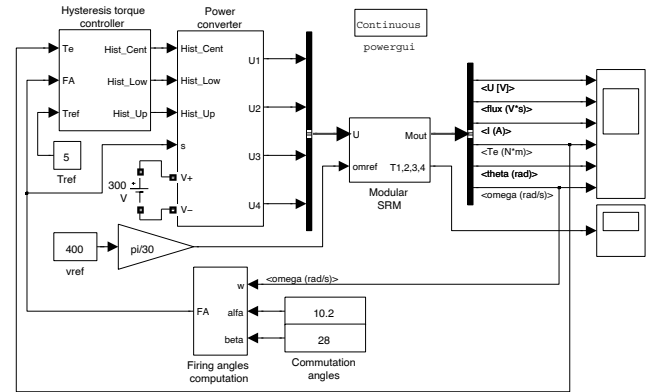 Hysteresis torque
controller
Te
FA
Tref
Hist_Cent
Hist_Low
Hist_Up
5
Tref
Power
converter
Hist_Cent
Hist_Low
Hist_Up
s
V+
V−
U1
U2
U3
U4
300
V
+
Continuous
powergui
U
omref
Mout
T1,2,3,4
Modular
SRM
<U [V]>
<flux (V*s)>
<I (A)>
<Te (N*m)>
<theta (rad)>
<omega (rad/s)>
400
vref
pi/30
<omega (rad/s)>
FA
w
alfa
beta
Firing angles
computation
10.2
28
Commutation
angles